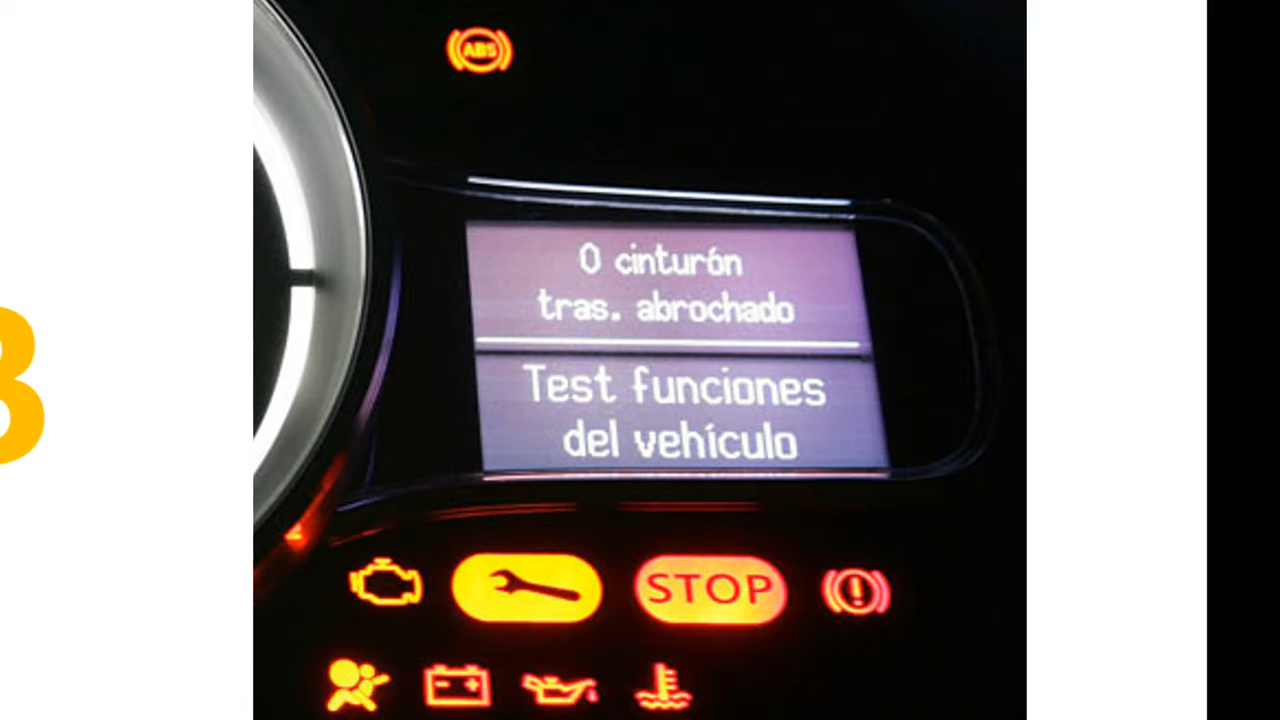 ABS
0 cinturón
tras. abrochado
Test funciones
del vehículo
STOP